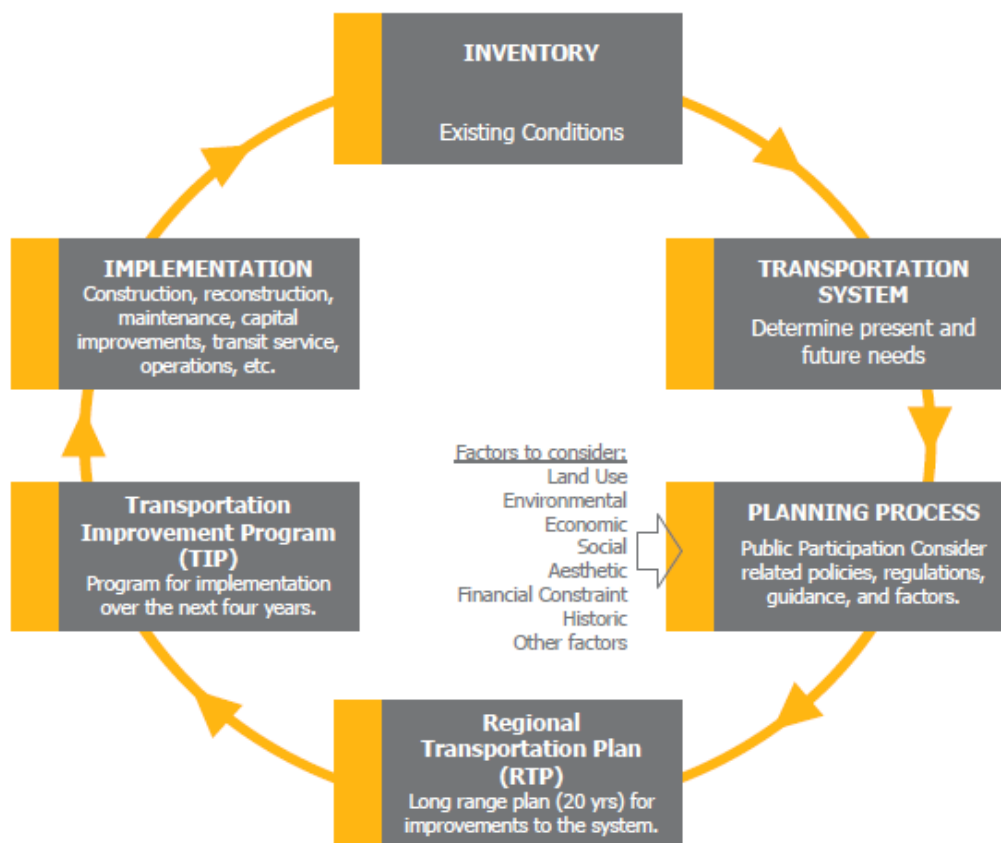 INVENTORY
Existing Conditions
TRANSPORTATION
SYSTEM
Determine present and
future needs
PLANNING PROCESS
Public Participation Consider
related policies, regulations,
guidance, and factors.
Factors to consider:
Land Use
Environmental
Economic
Social
Aesthetic
Financial Constraint
Historic
Other factors
Regional
Transportation Plan
(RTP)
Long range plan (20 yrs) for
improvements to the system.
Transportation
Improvement Program
(TIP)
Program for implementation
over the next four years.
IMPLEMENTATION
Construction, reconstruction,
maintenance, capital
improvements, transit service,
operations, etc.